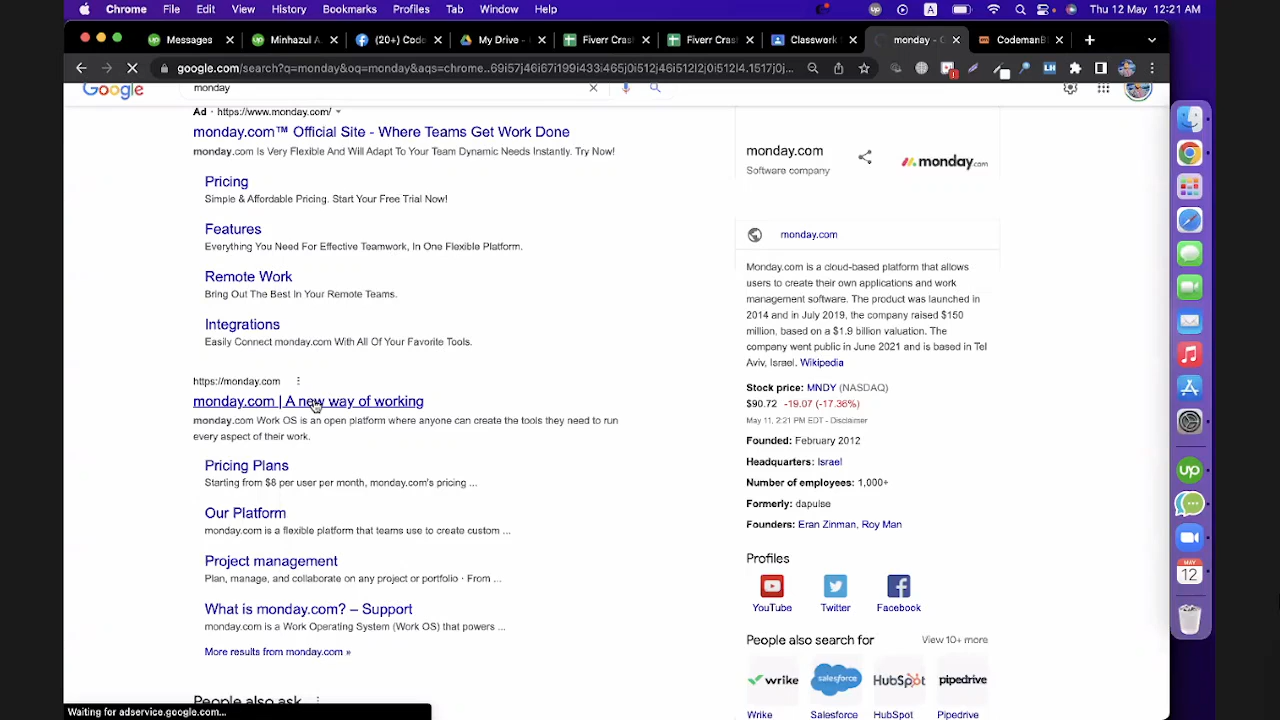 Chrome File Edit View History Bookmarks Profiles Tab Window Help
A
Thu 12 May 12:21 AM
Messages
Minhazul A.
(20+) Cod
My Drive -
Fiverr Cras
Fiverr Cras
Classwork
monday -
CodemanB
google.com/search?q=monday&oq=monday&aqs=chrome..69i57j46i67i199i433i465j0i512j46i512l2j0i512l4.1517j0j...
Google
monday
Ad · https://www.monday.com/
monday.com™ Official Site - Where Teams Get Work Done
monday.com Is Very Flexible And Will Adapt To Your Team Dynamic Needs Instantly. Try Now!
Pricing
Simple & Affordable Pricing. Start Your Free Trial Now!
Features
Everything You Need For Effective Teamwork, In One Flexible Platform.
Remote Work
Bring Out The Best In Your Remote Teams.
Integrations
Easily Connect monday.com With All Of Your Favorite Tools.
https://monday.com
monday.com | A new way of working
monday.com Work OS is an open platform where anyone can create the tools they need to run
every aspect of their work.
Pricing Plans
Starting from $8 per user per month, monday.com's pricing ...
Our Platform
monday.com is a flexible platform that teams use to create custom ...
Project management
Plan, manage, and collaborate on any project or portfolio · From ...
What is monday.com? – Support
monday.com is a Work Operating System (Work OS) that powers ...
More results from monday.com »
People also ask
Waiting for adservice.google.com...
monday.com
Software company
monday.com
monday.com
Monday.com is a cloud-based platform that allows
users to create their own applications and work
management software. The product was launched in
2014 and in July 2019, the company raised $150
million, based on a $1.9 billion valuation. The
company went public in June 2021 and is based in Tel
Aviv, Israel. Wikipedia
Stock price: MNDY (NASDAQ)
$90.72 -19.07 (-17.36%)
May 11, 2:21 PM EDT - Disclaimer
Founded: February 2012
Headquarters: Israel
Number of employees: 1,000+
Formerly: dapulse
Founders: Eran Zinman, Roy Man
Profiles
YouTube Twitter Facebook
People also search for View 10+ more
wrike salesforce HubSpot pipedrive
Wrike Salesforce HubSpot Pipedrive
LH
up
MAY
12